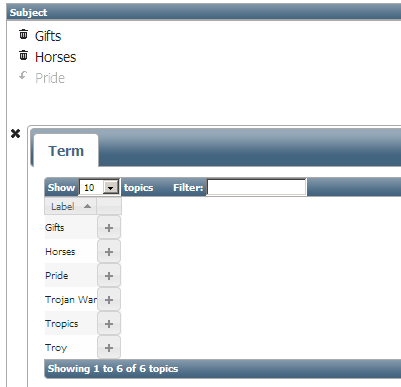 Subject
Gifts
Horses
Pride
Term
Show 10 topics Filter:
Label
Gifts
Horses
Pride
Trojan War
Tropics
Troy
Showing 1 to 6 of 6 topics